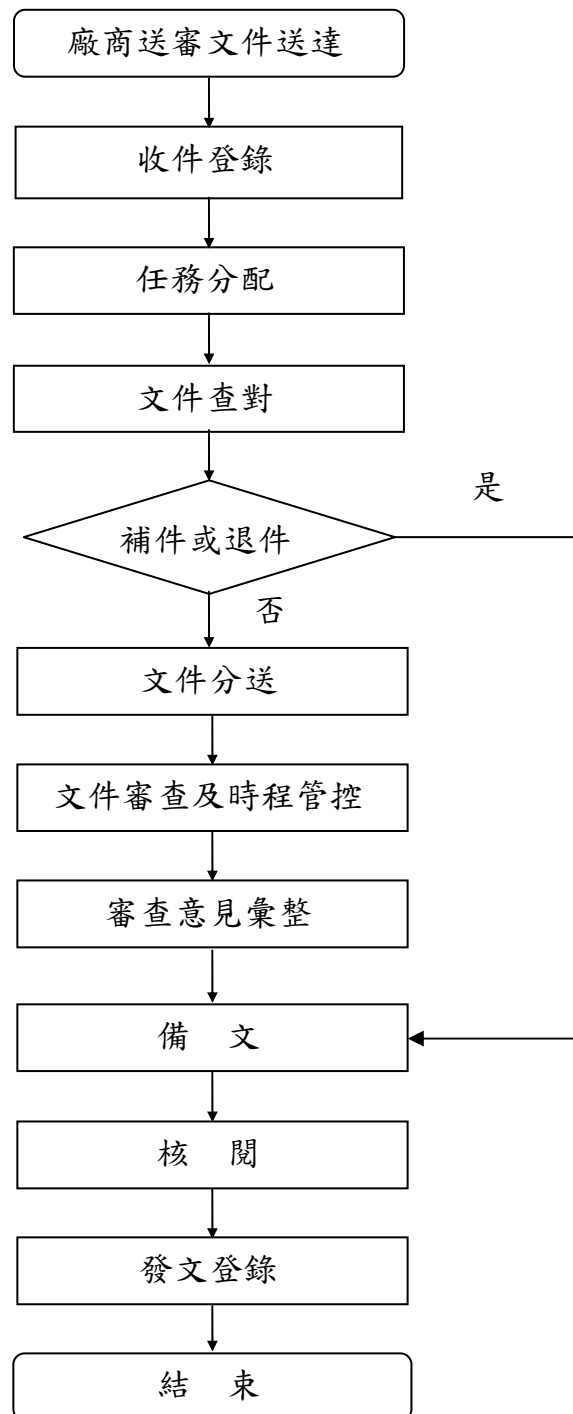 廠商送審文件送達
收件登錄
任務分配
文件查對
是
補件或退件
否
文件分送
文件審查及時程管控
審查意見彙整
備　文
核　閱
發文登錄
結　束